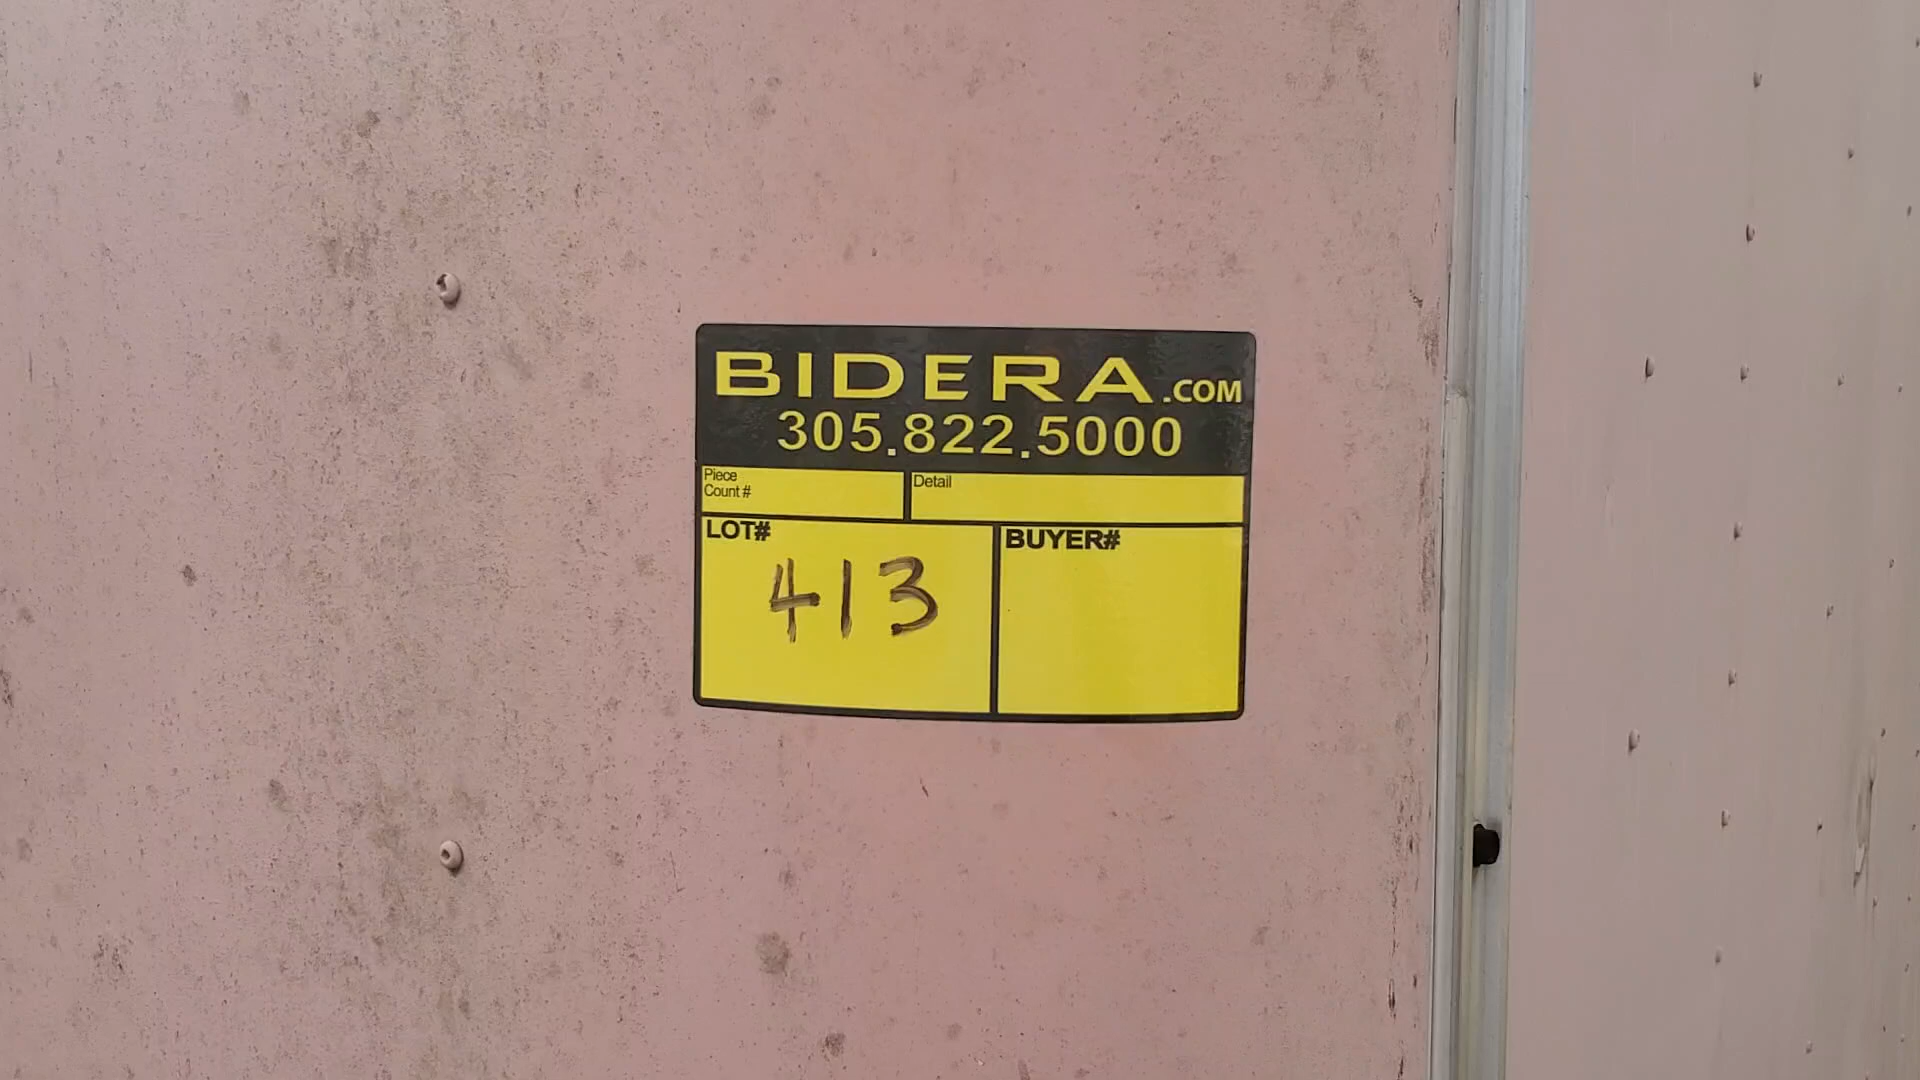 BIDERA.COM
305.822.5000
Piece
Count #
Detail
LOT#
BUYER#
413